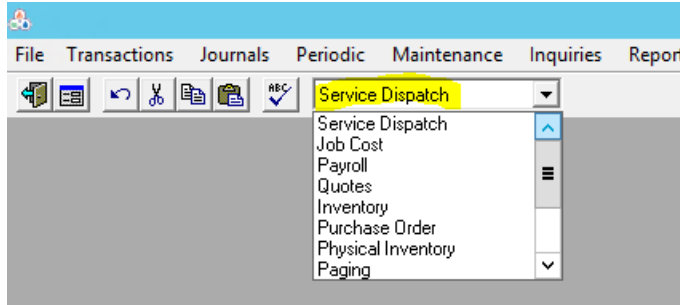 File Transactions Journals Periodic Maintenance Inquiries Repor
ABC Service Dispatch
Service Dispatch
Job Cost
Payroll
Quotes
Inventory
Purchase Order
Physical Inventory
Paging